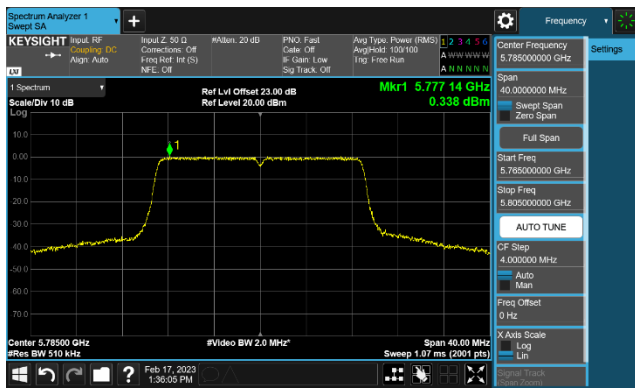 Spectrum Analyzer 1
Swept SA
Frequency
KEYSIGHT
Input: RF
Coupling: DC
Align: Auto
Input Z: 50 Ω
Corrections: Off
Freq Ref: Int (S)
NFE: Off
#Atten: 20 dB
PNO: Fast
Gate: Off
IF Gain: Low
Sig Track: Off
Avg Type: Power (RMS)
Avg|Hold: 100/100
Trig: Free Run
1 2 3 4 5 6
A W W W W W
A N N N N N
LXI
1 Spectrum
Scale/Div 10 dB
Log
Ref Lvl Offset 23.00 dB
Ref Level 20.00 dBm
Mkr1 5.777 14 GHz
0.338 dBm
1
10.0
0.00
-10.0
-20.0
-30.0
-40.0
-50.0
-60.0
-70.0
Center 5.78500 GHz
#Res BW 510 kHz
#Video BW 2.0 MHz*
Span 40.00 MHz
Sweep 1.07 ms (2001 pts)
Feb 17, 2023
1:36:05 PM
Center Frequency
5.785000000 GHz
Span
40.0000000 MHz
Swept Span
Zero Span
Full Span
Start Freq
5.765000000 GHz
Stop Freq
5.805000000 GHz
AUTO TUNE
CF Step
4.000000 MHz
Auto
Man
Freq Offset
0 Hz
X Axis Scale
Log
Lin
Signal Track
(Span Zoom)
Settings